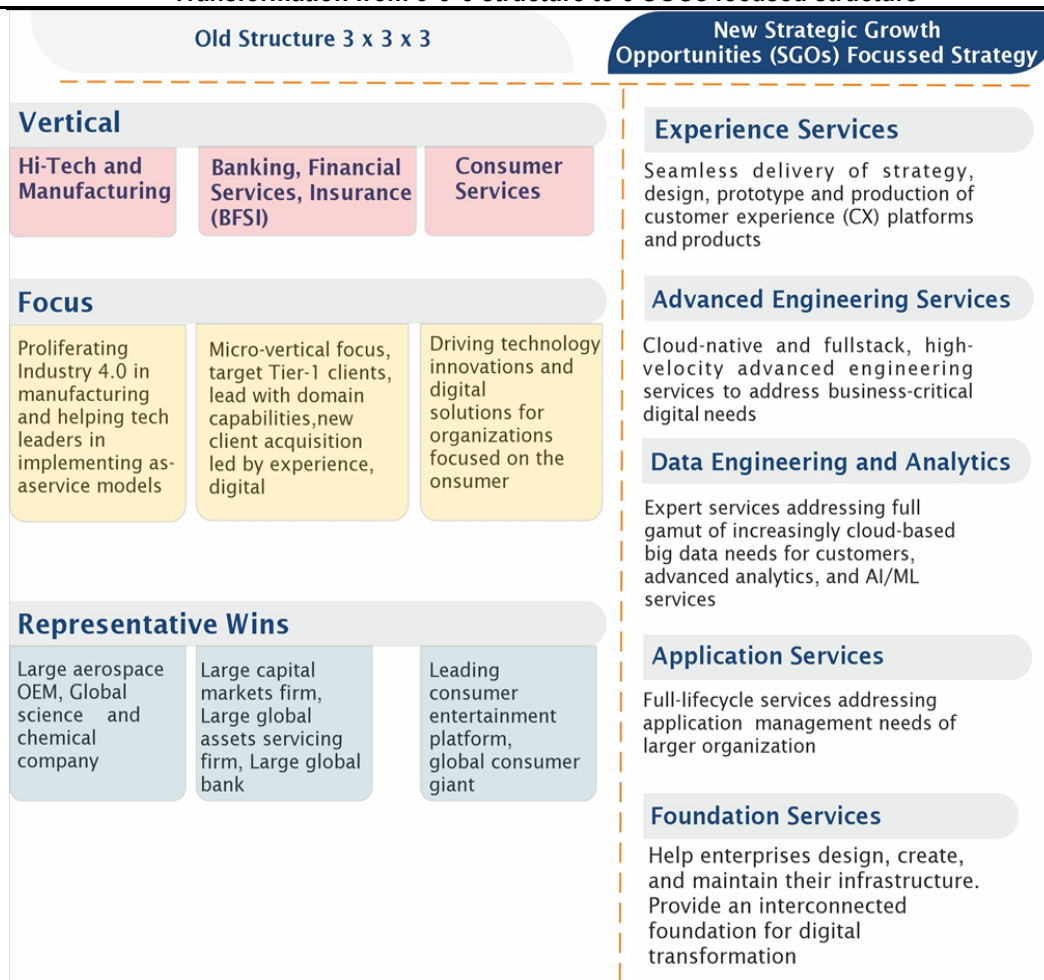 Old Structure 3 x 3 x 3
New Strategic Growth
Opportunities (SGOs) Focussed Strategy
Vertical
Hi-Tech and
Manufacturing
Banking, Financial
Services, Insurance
(BFSI)
Consumer
Services
Focus
Proliferating
Industry 4.0 in
manufacturing
and helping tech
leaders in
implementing as-
aservice models
Micro-vertical focus,
target Tier-1 clients,
lead with domain
capabilities,new
client acquisition
led by experience,
digital
Driving technology
innovations and
digital
solutions for
organizations
focused on the
onsumer
Representative Wins
Large aerospace
OEM, Global
science and
chemical
company
Large capital
markets firm,
Large global
assets servicing
firm, Large global
bank
Leading
consumer
entertainment
platform,
global consumer
giant
Experience Services
Seamless delivery of strategy,
design, prototype and production of
customer experience (CX) platforms
and products
Advanced Engineering Services
Cloud-native and fullstack, high-
velocity advanced engineering
services to address business-critical
digital needs
Data Engineering and Analytics
Expert services addressing full
gamut of increasingly cloud-based
big data needs for customers,
advanced analytics, and AI/ML
services
Application Services
Full-lifecycle services addressing
application management needs of
larger organization
Foundation Services
Help enterprises design, create,
and maintain their infrastructure.
Provide an interconnected
foundation for digital
transformation